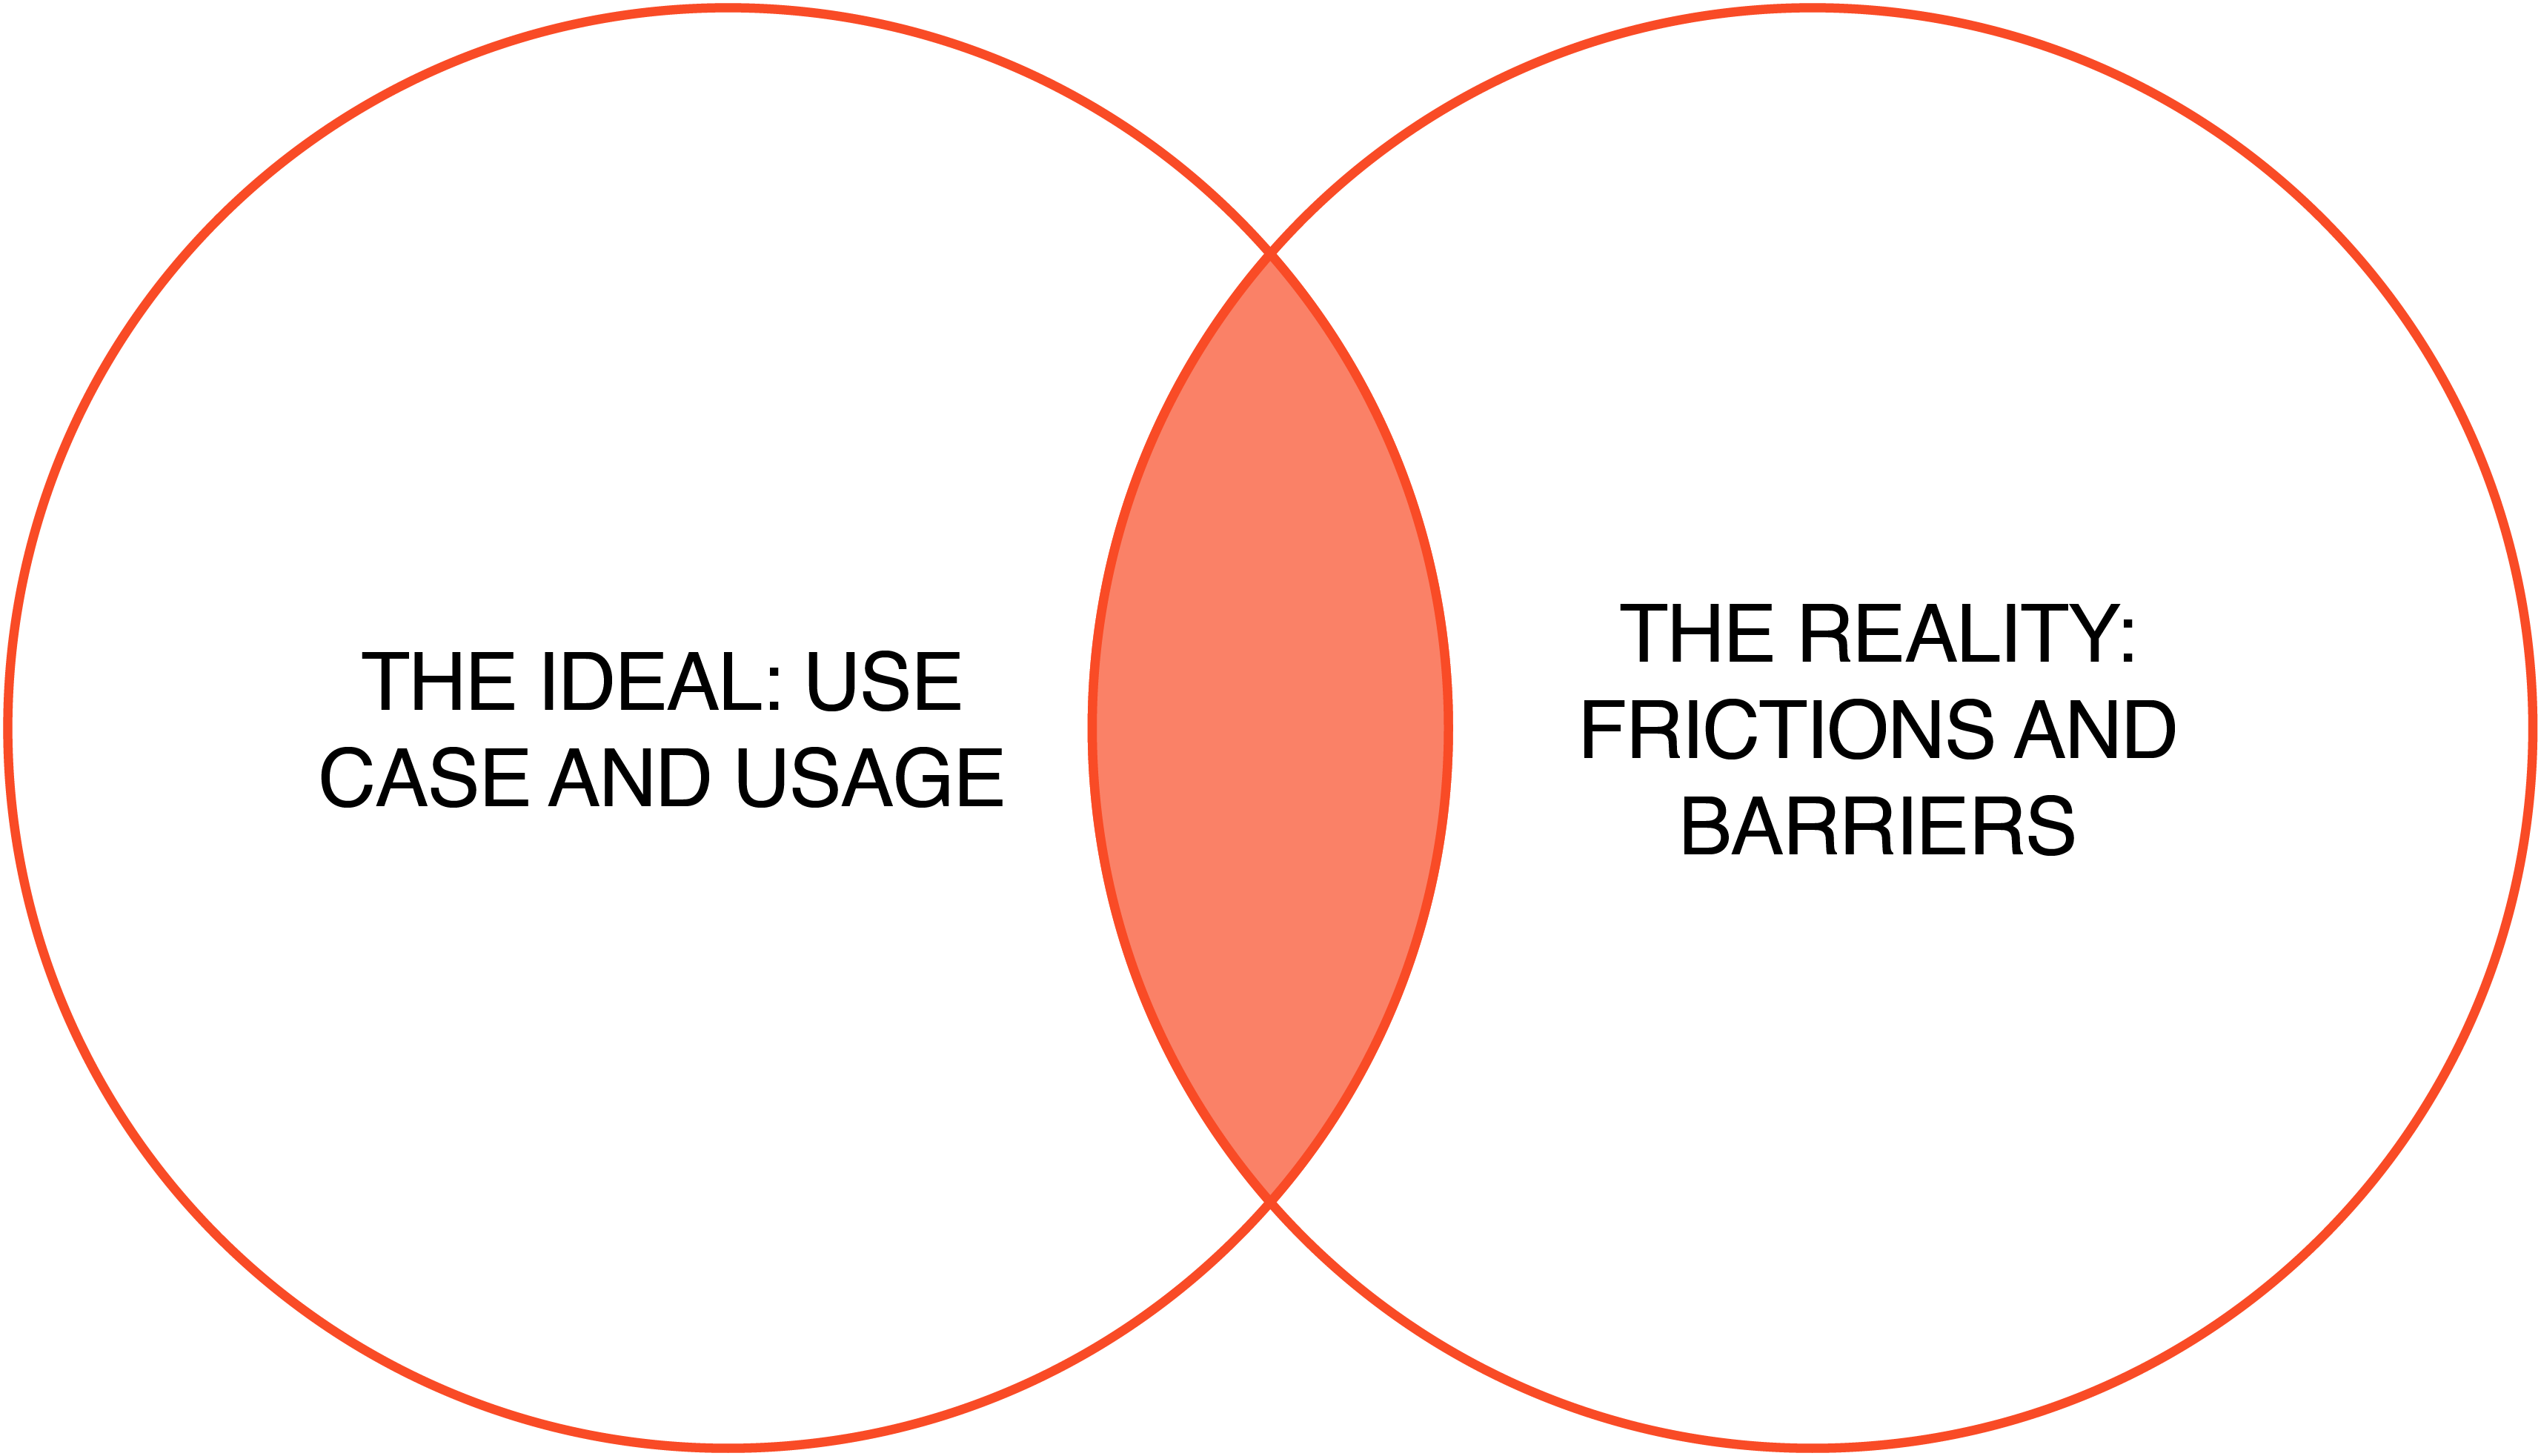 THE IDEAL: USE
CASE AND USAGE
THE REALITY:
FRICTIONS AND
BARRIERS